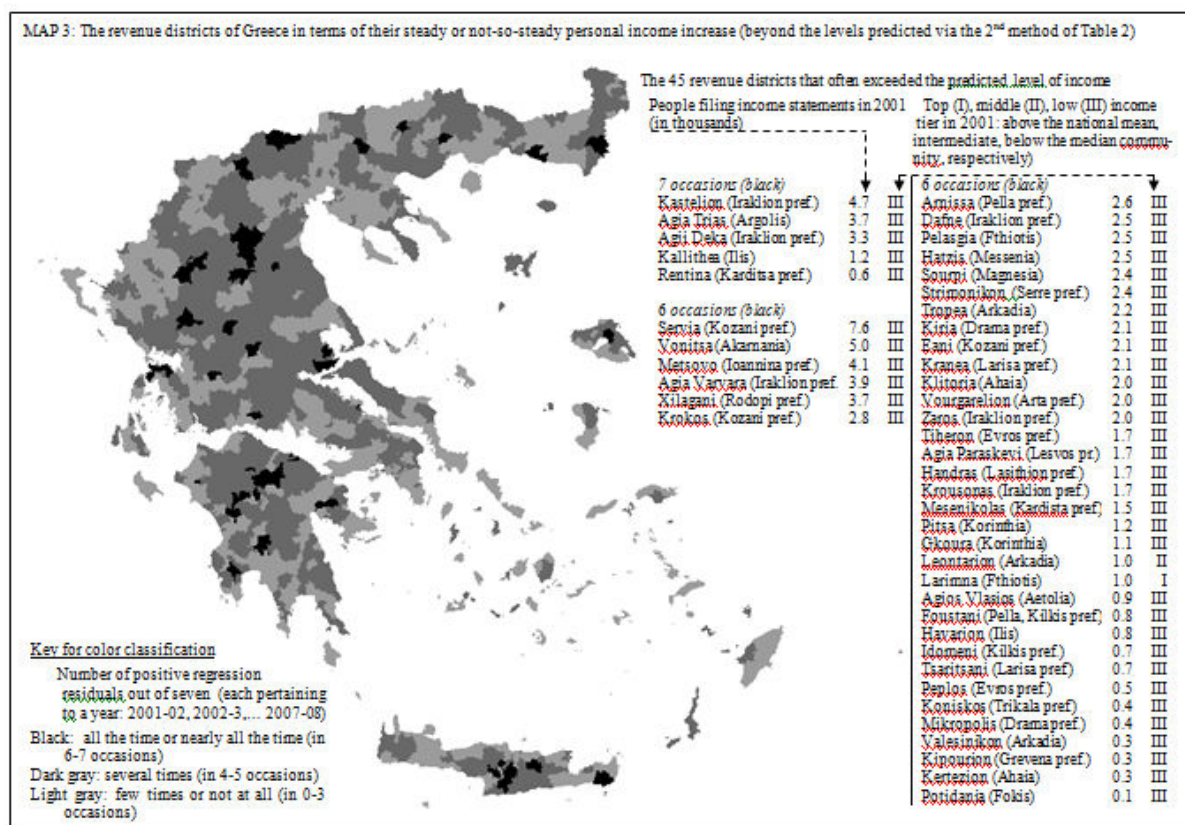 MAP 3: The revenue districts of Greece in terms of their steady or not-so-steady personal income increase (beyond the levels predicted via the 2nd method of Table 2)
The 45 revenue districts that often exceeded the predicted level of income
People filing income statements in 2001
(in thousands)
Top (I), middle (II), low (III) income
tier in 2001: above the national mean,
intermediate, below the median commu-
nity, respectively)
7 occasions (black)
Kastelion (Iraklion pref.) 4.7 III
Agia Trias (Argolis) 3.7 III
Agii Deka (Iraklion pref.) 3.3 III
Kallithea (Ilis) 1.2 III
Rentina (Karditsa pref.) 0.6 III
6 occasions (black)
Servia (Kozani pref.) 7.6 III
Vonitsa (Akarnania) 5.0 III
Metsovo (Ioannina pref.) 4.1 III
Agia Varvara (Iraklion pref. 3.9 III
Xilagani (Rodopi pref.) 3.7 III
Krokos (Kozani pref.) 2.8 III
6 occasions (black)
Arnissa (Pella pref.) 2.6 III
Dafne (Iraklion pref.) 2.5 III
Pelasgia (Fthiotis) 2.5 III
Hatzis (Messenia) 2.5 III
Sourpi (Magnesia) 2.4 III
Strimonikon (Serre pref.) 2.4 III
Tropea (Arkadia) 2.2 III
Kiria (Drama pref.) 2.1 III
Eani (Kozani pref.) 2.1 III
Kranea (Larisa pref.) 2.1 III
Klitoria (Ahaia) 2.0 III
Vourgarelion (Arta pref.) 2.0 III
Zaros (Iraklion pref.) 2.0 III
Tiheron (Evros pref.) 1.7 III
Agia Paraskevi (Lesvos pr.) 1.7 III
Handras (Lasithion pref.) 1.7 III
Krousonas (Iraklion pref.) 1.7 III
Mesenikolas (Kardista pref) 1.5 III
Pitsa (Korinthia) 1.2 III
Gkoura (Korinthia) 1.1 III
Leontarion (Arkadia) 1.0 II
Larimna (Fthiotis) 1.0 I
Agios Vlasios (Aetolia) 0.9 III
Foustani (Pella, Kilkis pref) 0.8 III
Havarion (Ilis) 0.8 III
Idomeni (Kilkis pref.) 0.7 III
Tsaritsani (Larisa pref.) 0.7 III
Peplos (Evros pref.) 0.5 III
Koniskos (Trikala pref.) 0.4 III
Mikropolis (Drama pref.) 0.4 III
Valesinikon (Arkadia) 0.3 III
Kipourion (Grevena pref.) 0.3 III
Kertezion (Ahaia) 0.3 III
Potidania (Fokis) 0.1 III
Key for color classification
Number of positive regression
residuals out of seven (each pertaining
to a year: 2001-02, 2002-3,... 2007-08)
Black: all the time or nearly all the time (in
6-7 occasions)
Dark gray: several times (in 4-5 occasions)
Light gray: few times or not at all (in 0-3
occasions)